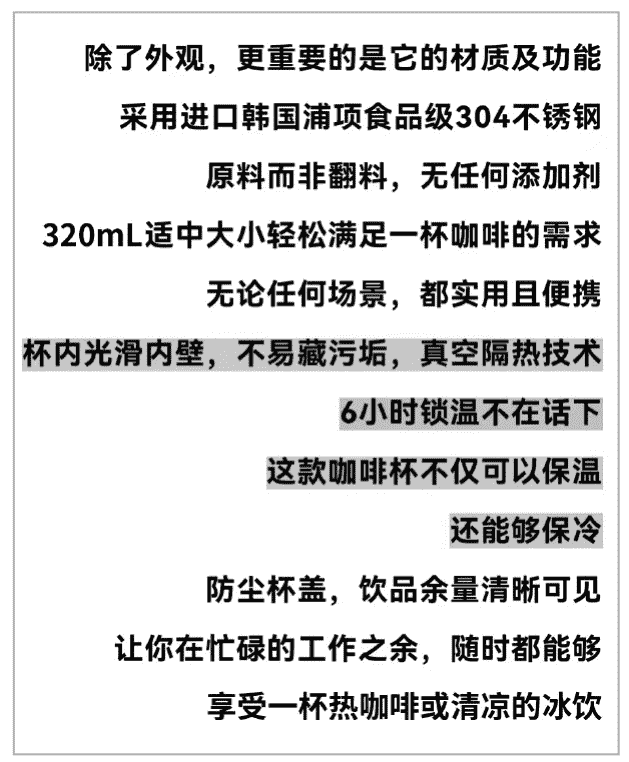 除了外观，更重要的是它的材质及功能
采用进口韩国浦项食品级304不锈钢
原料而非翻料，无任何添加剂
320mL适中大小轻松满足一杯咖啡的需求
无论任何场景，都实用且便携
杯内光滑内壁，不易藏污垢，真空隔热技术
6小时锁温不在话下
这款咖啡杯不仅可以保温
还能够保冷
防尘杯盖，饮品余量清晰可见
让你在忙碌的工作之余，随时都能够
享受一杯热咖啡或清凉的冰饮